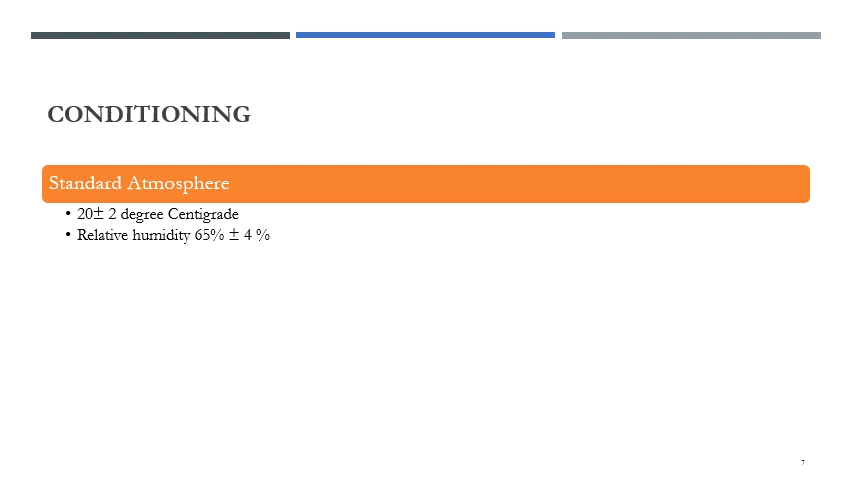 CONDITIONING
Standard Atmosphere
• 20± 2 degree Centigrade
• Relative humidity 65% ± 4 %
7